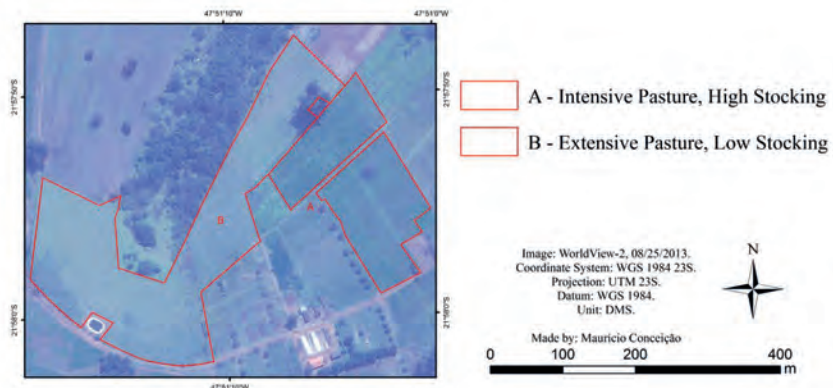 47°51'10"W
47°51'0"W
21°57'50"S
21°57'50"S
A - Intensive Pasture, High Stocking
B - Extensive Pasture, Low Stocking
A
B
Image: WorldView-2, 08/25/2013.
Coordinate System: WGS 1984 23S.
Projection: UTM 23S.
Datum: WGS 1984.
Unit: DMS.
N
21°58'0"S
21°58'0"S
Made by: Mauricio Conceição
0 100 200 400
m
47°51'0"W